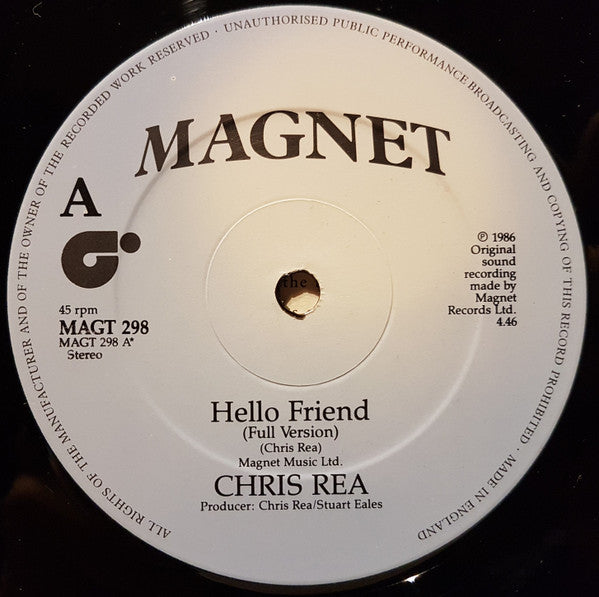 ALL RIGHTS OF THE MANUFACTURER AND OF THE OWNER OF THE RECORDED WORK RESERVED · UNAUTHORISED PUBLIC PERFORMANCE BROADCASTING AND COPYING OF THIS RECORD PROHIBITED · MADE IN ENGLAND
MAGNET
A
℗ 1986
Original
sound
recording
made by
Magnet
Records Ltd.
4.46
45 rpm
MAGT 298
MAGT 298 A*
Stereo
the
Hello Friend
(Full Version)
(Chris Rea)
Magnet Music Ltd.
CHRIS REA
Producer: Chris Rea/Stuart Eales